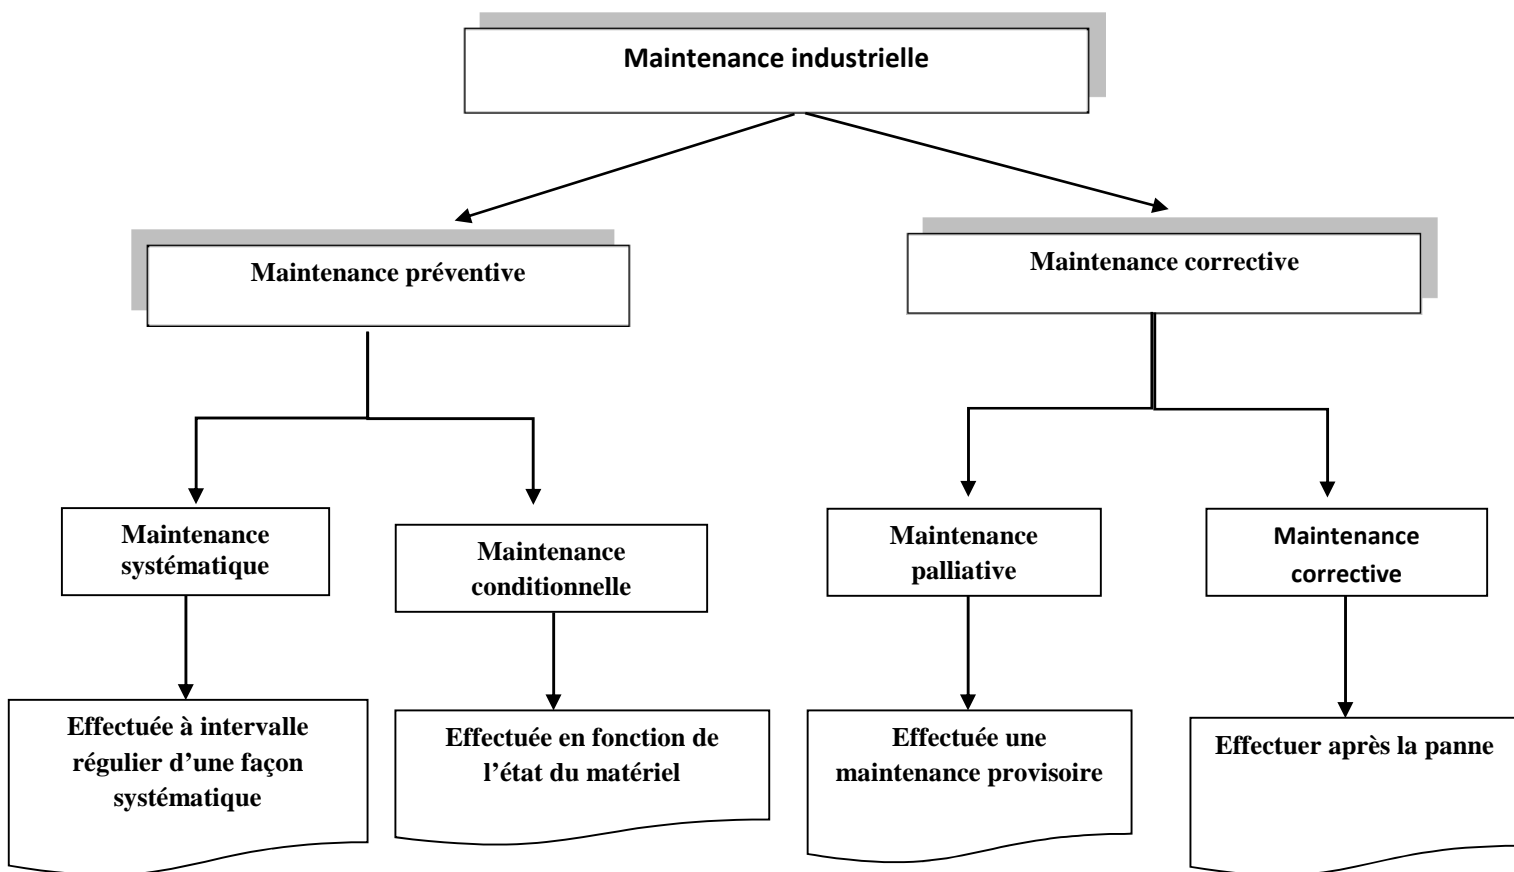 Maintenance industrielle
Maintenance préventive
Maintenance corrective
Maintenance
systématique
Maintenance
conditionnelle
Maintenance
palliative
Maintenance
corrective
Effectuée à intervalle
régulier d’une façon
systématique
Effectuée en fonction de
l’état du matériel
Effectuée une
maintenance provisoire
Effectuer après la panne